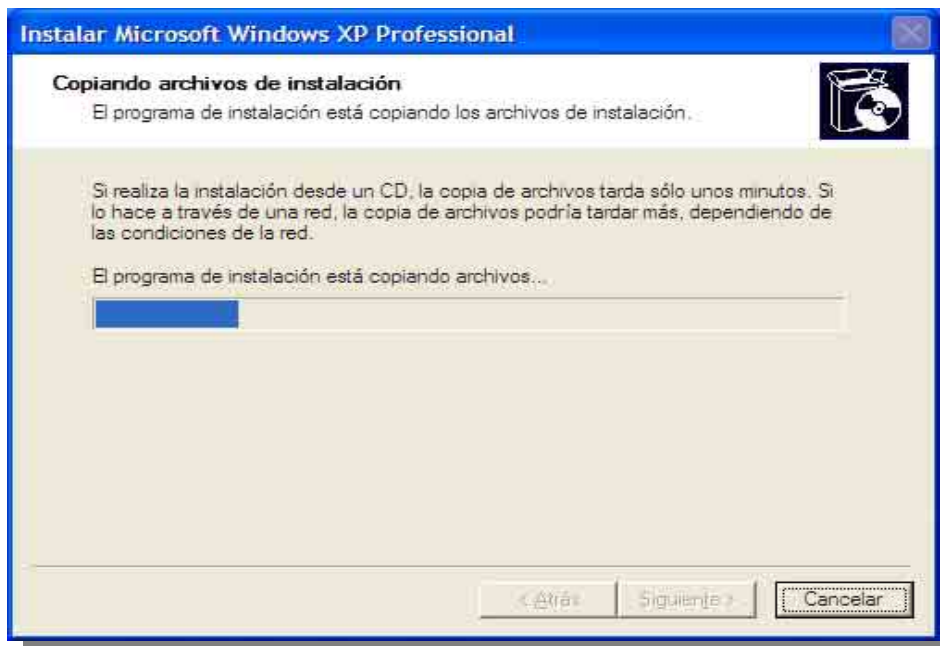 Instalar Microsoft Windows XP Professional
Copiando archivos de instalación
El programa de instalación está copiando los archivos de instalación.
Si realiza la instalación desde un CD, la copia de archivos tarda sólo unos minutos. Si
lo hace a través de una red, la copia de archivos podría tardar más, dependiendo de
las condiciones de la red.
El programa de instalación está copiando archivos...
< Atrás
Siguiente >
Cancelar